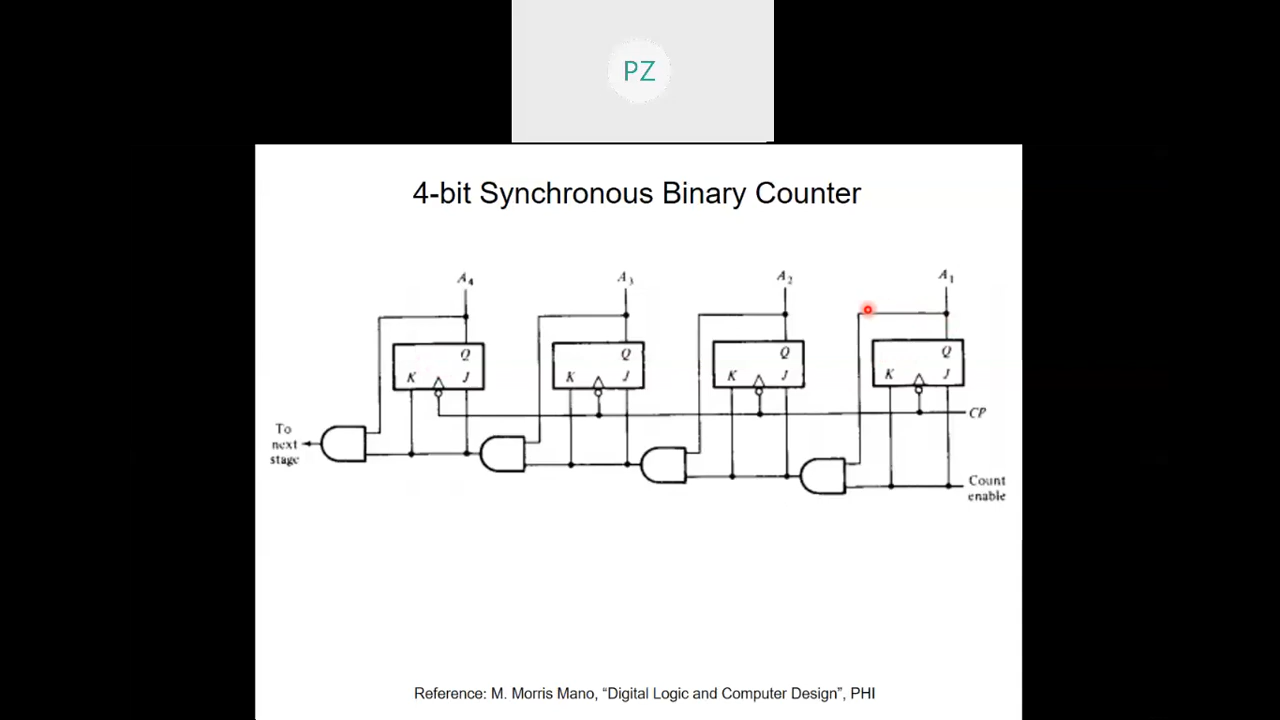 PZ
4-bit Synchronous Binary Counter
A4 A3 A2 A1
Q Q Q Q
K J K J K J K J
CP
To
next
stage
Count
enable
Reference: M. Morris Mano, “Digital Logic and Computer Design”, PHI